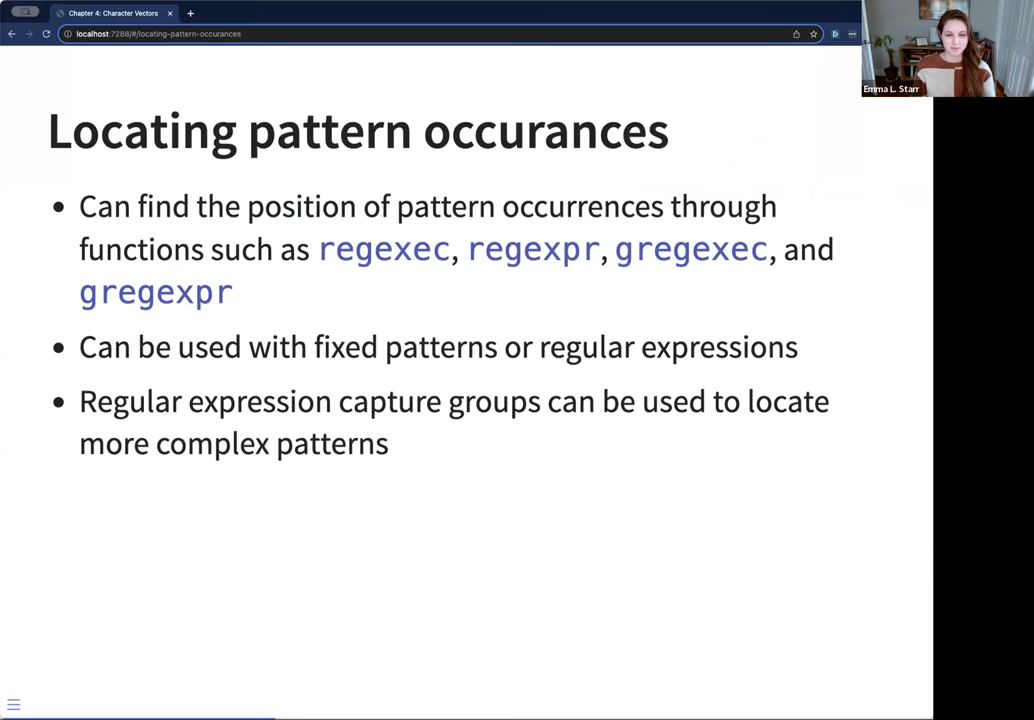 Chapter 4: Character Vectors
localhost:7288/#/locating-pattern-occurances
Emma L. Starr
Locating pattern occurances
Can find the position of pattern occurrences through
functions such as regexec, regexpr, gregexec, and
gregexpr
Can be used with fixed patterns or regular expressions
Regular expression capture groups can be used to locate
more complex patterns